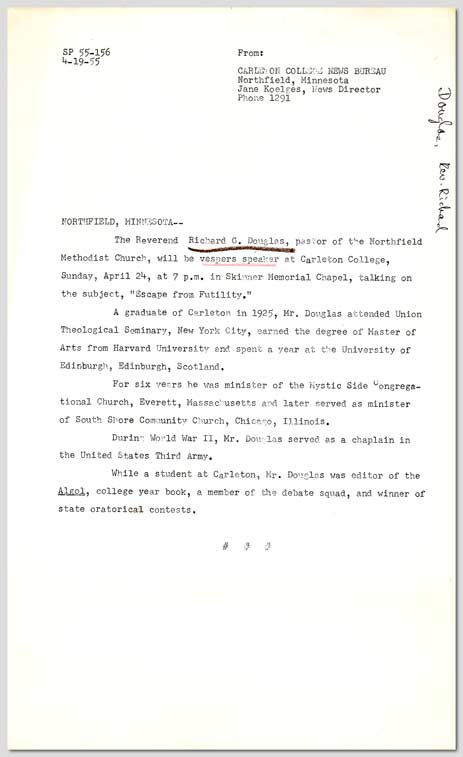 SP 55-156
4-19-55
From:
CARLETON COLLEGE NEWS BUREAU
Northfield, Minnesota
Jane Koelges, News Director
Phone 1291
Douglas, Rev. Richard
NORTHFIELD, MINNESOTA--
The Reverend Richard G. Douglas, pastor of the Northfield
Methodist Church, will be vespers speaker at Carleton College,
Sunday, April 24, at 7 p.m. in Skinner Memorial Chapel, talking on
the subject, "Escape from Futility."
A graduate of Carleton in 1925, Mr. Douglas attended Union
Theological Seminary, New York City, earned the degree of Master of
Arts from Harvard University and spent a year at the University of
Edinburgh, Edinburgh, Scotland.
For six years he was minister of the Mystic Side Congrega-
tional Church, Everett, Massachusetts and later served as minister
of South Shore Community Church, Chicago, Illinois.
During World War II, Mr. Douglas served as a chaplain in
the United States Third Army.
While a student at Carleton, Mr. Douglas was editor of the
Algol, college year book, a member of the debate squad, and winner of
state oratorical contests.
# # #